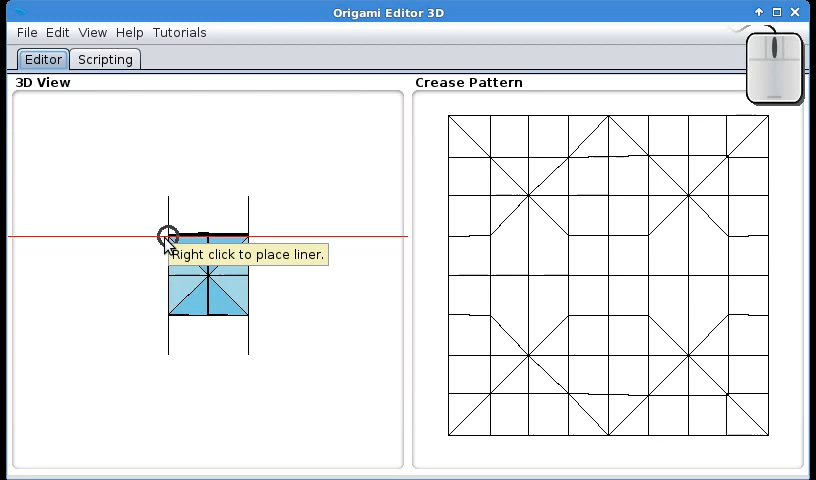 Origami Editor 3D
File Edit View Help Tutorials
Editor Scripting
3D View
Crease Pattern
Right click to place liner.